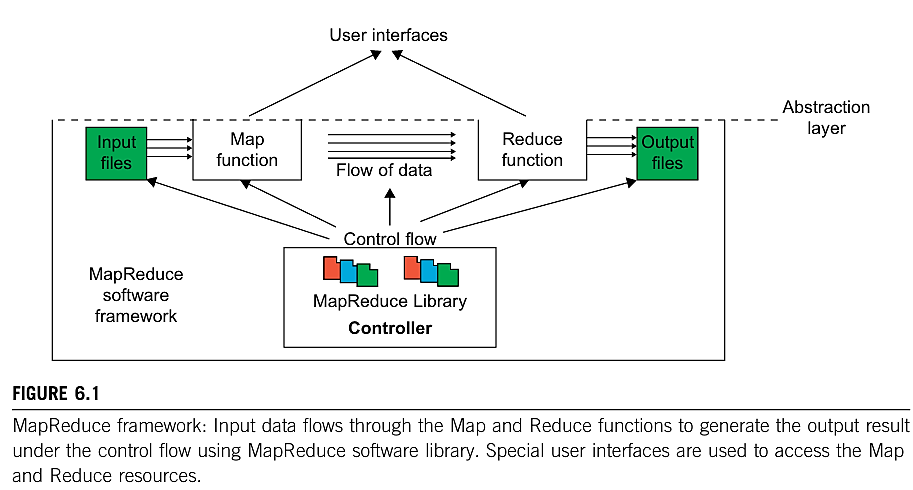 User interfaces
Abstraction
layer
Input
files
Map
function
Flow of data
Reduce
function
Output
files
Control flow
MapReduce
software
framework
MapReduce Library
Controller
FIGURE 6.1
MapReduce framework: Input data flows through the Map and Reduce functions to generate the output result
under the control flow using MapReduce software library. Special user interfaces are used to access the Map
and Reduce resources.